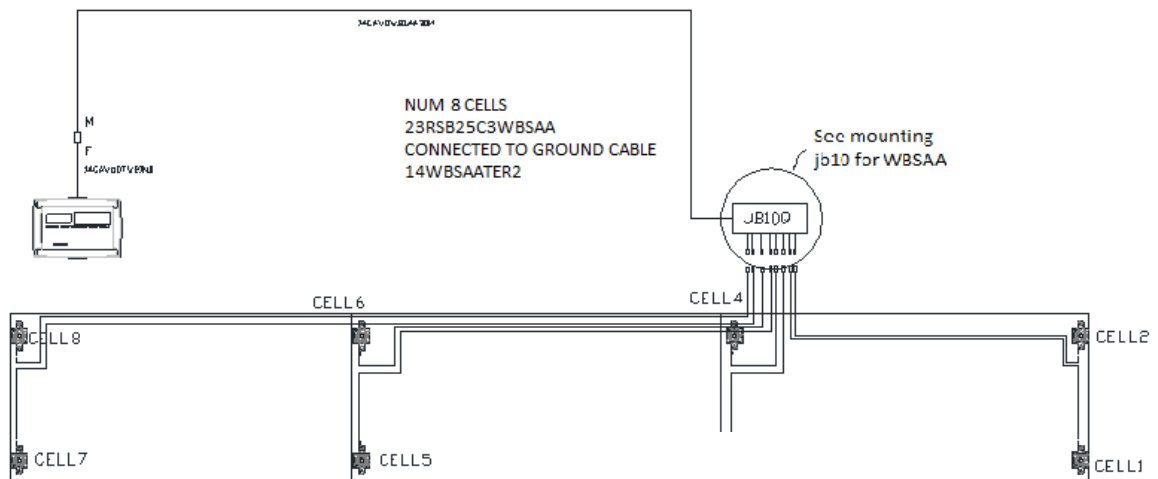 M
F
NUM 8 CELLS
23RSB25C3WBSAA
CONNECTED TO GROUND CABLE
14WBSAATER2
See mounting
jb10 for WBSAA
JB10Q
CELL6
CELL4
CELL8
CELL2
CELL7
CELL5
CELL1